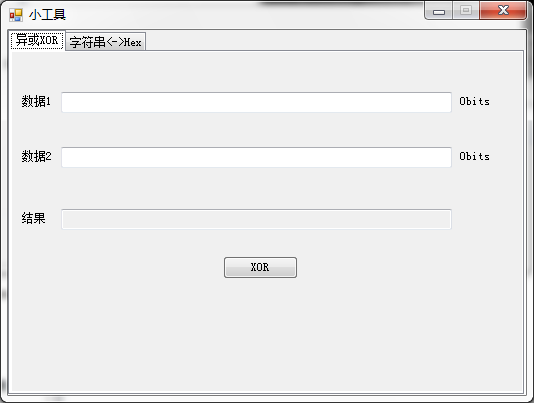 小工具
异或XOR
字符串<->Hex
数据1
0bits
数据2
0bits
结果
XOR